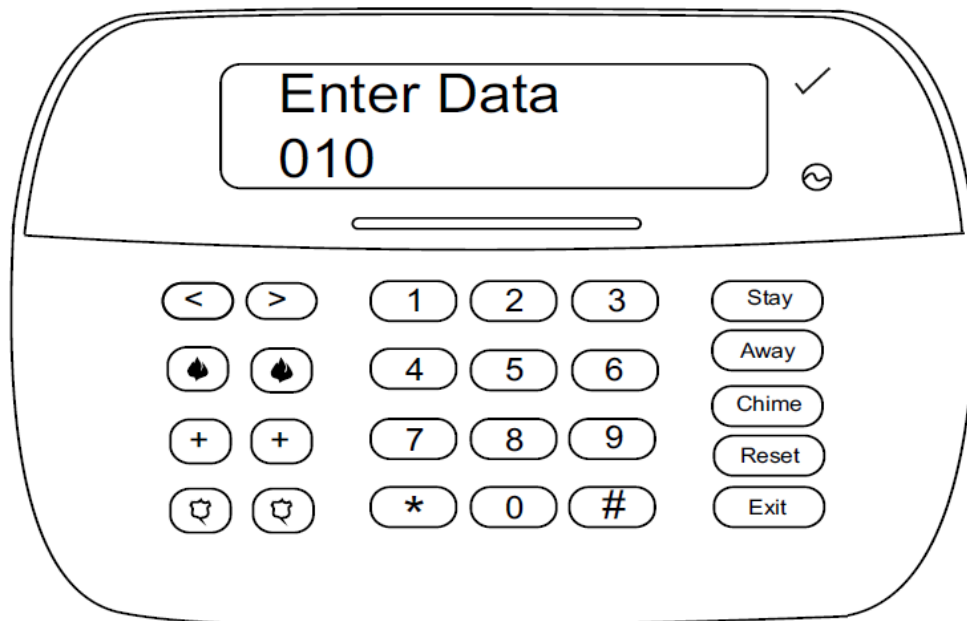 Enter Data
010
< > 1 2 3 Stay
4 5 6 Away
Chime
+ + 7 8 9
Reset
* 0 # Exit